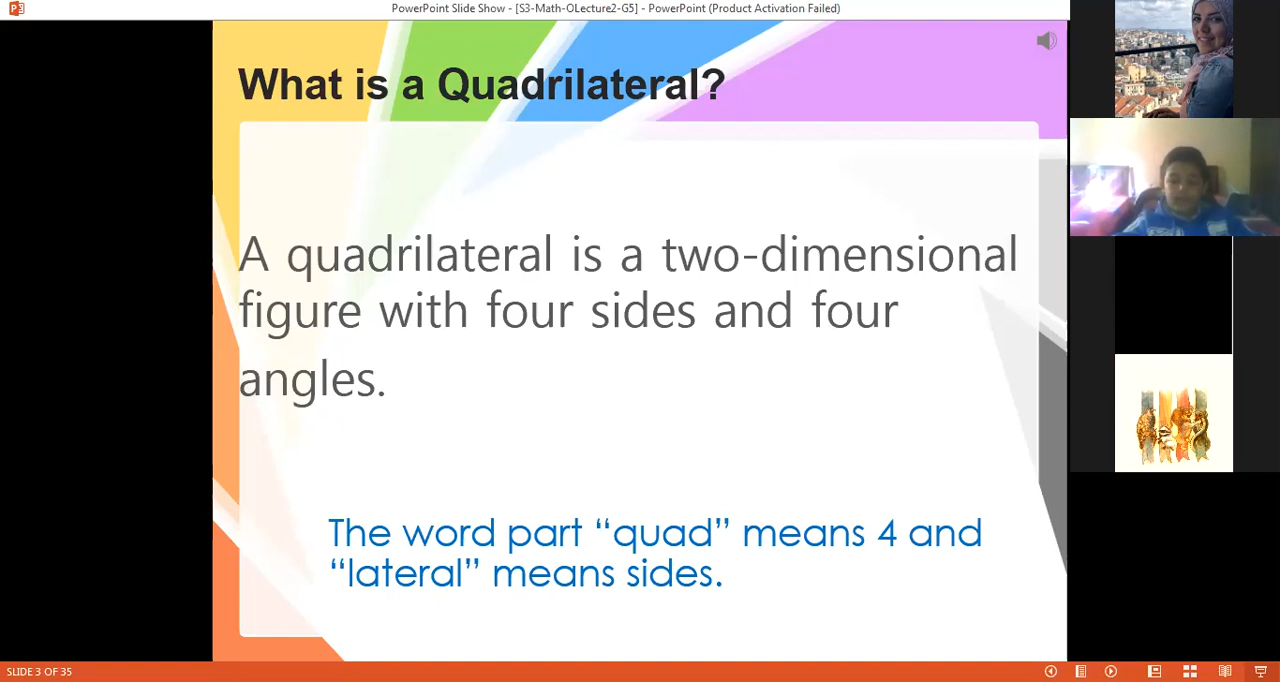 PowerPoint Slide Show - [S3-Math-OLecture2-G5] - PowerPoint (Product Activation Failed)
What is a Quadrilateral?
A quadrilateral is a two-dimensional
figure with four sides and four
angles.
The word part “quad” means 4 and
“lateral” means sides.
SLIDE 3 OF 35